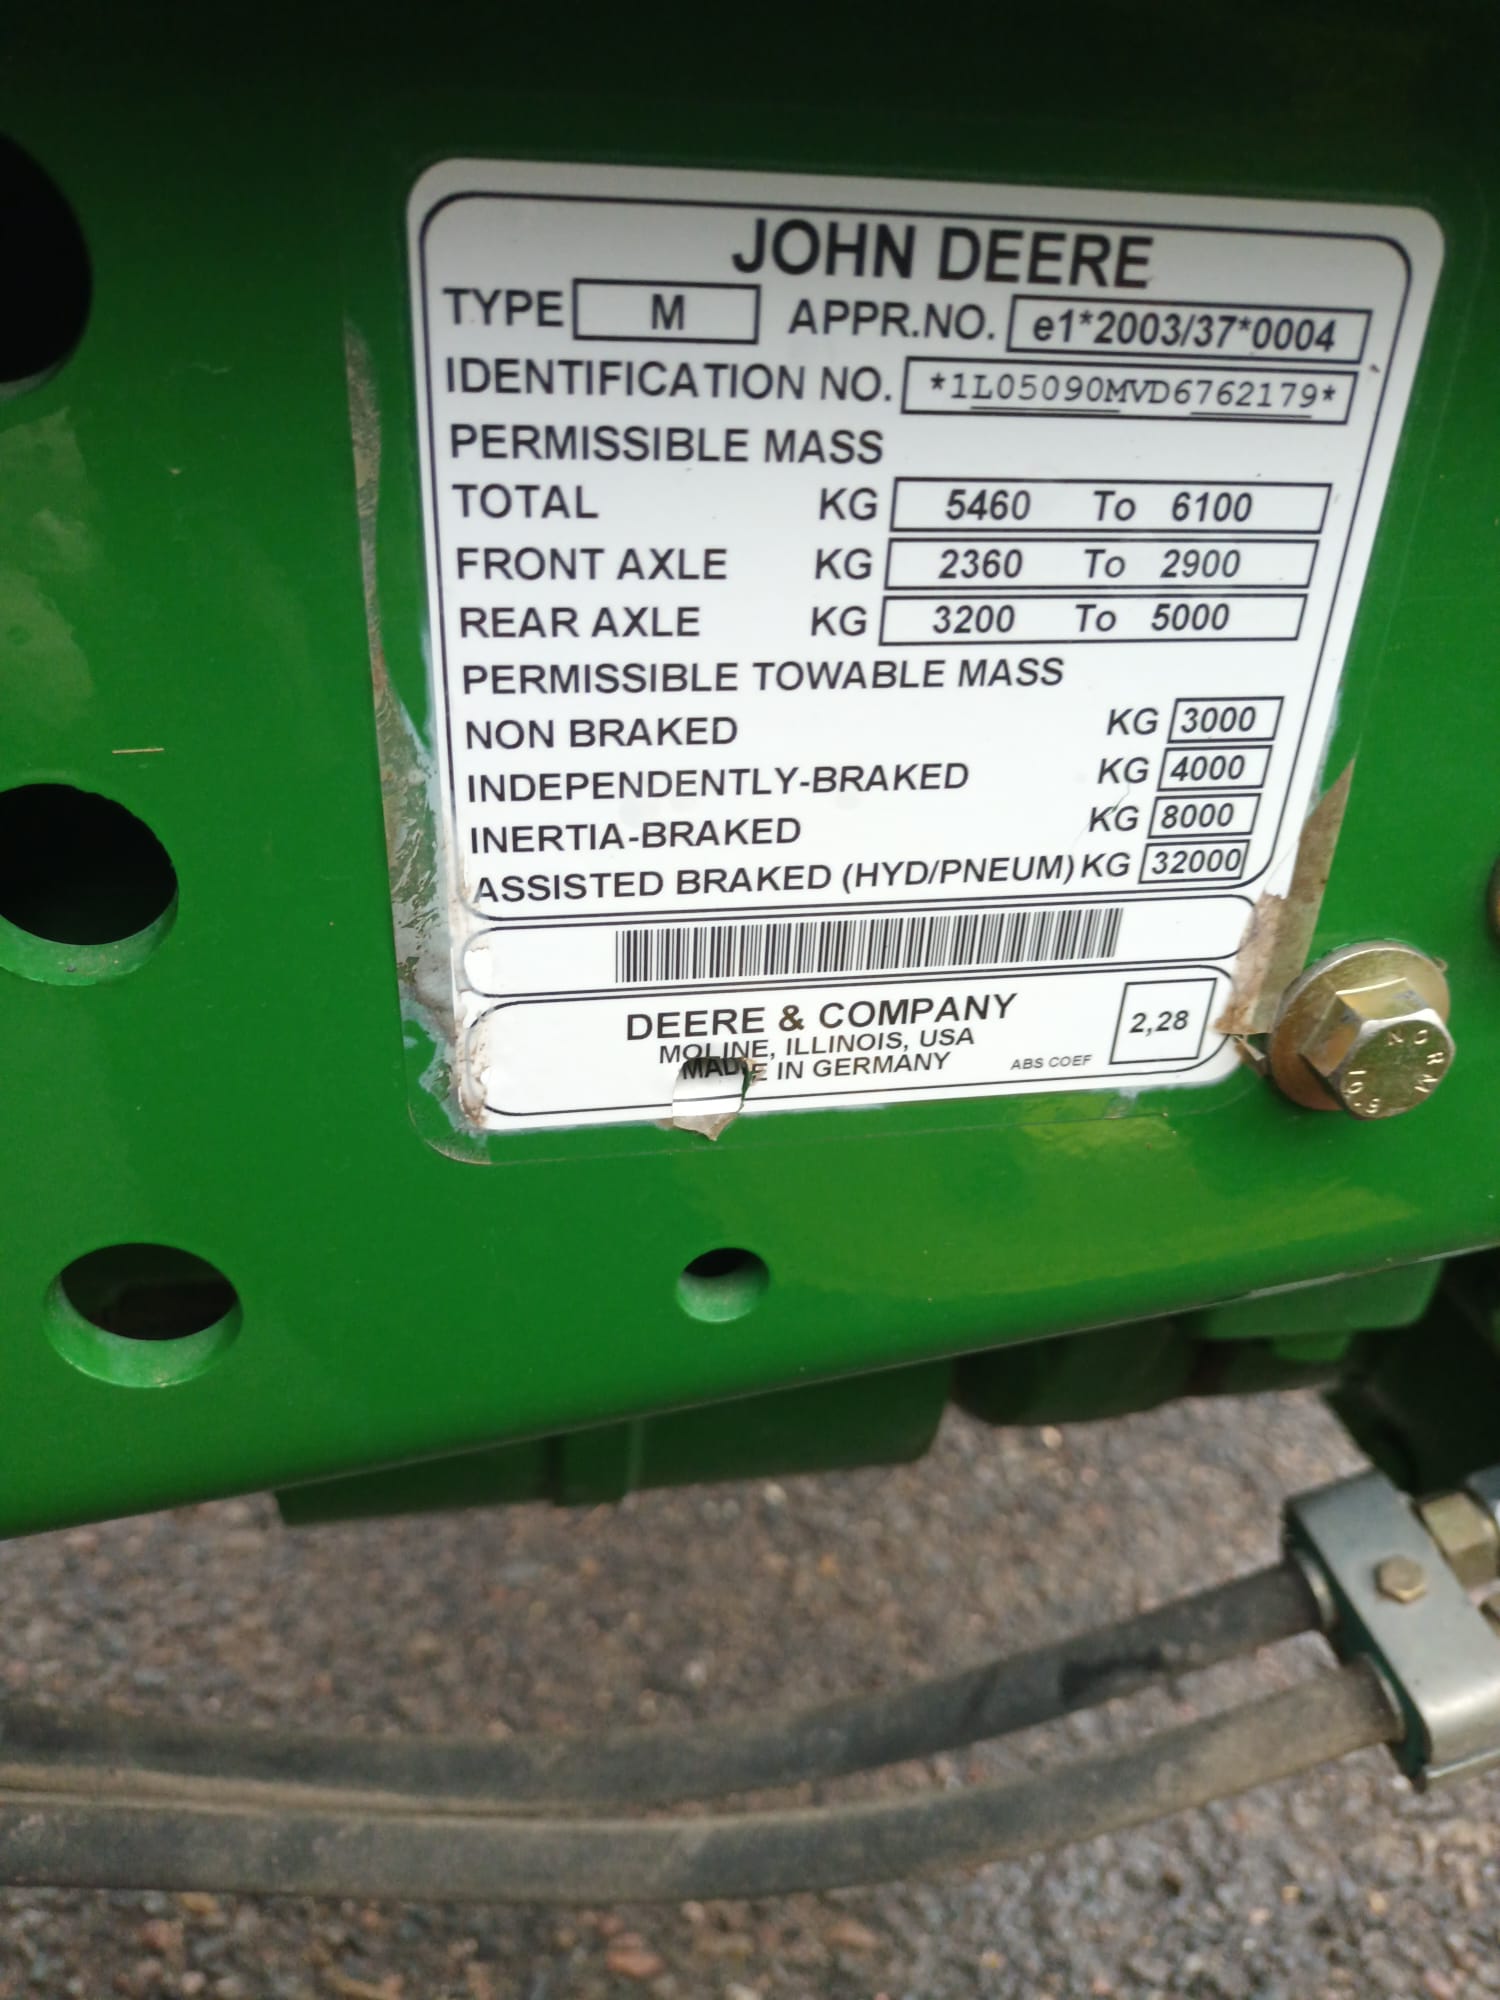 JOHN DEERE
TYPE M APPR.NO. e1*2003/37*0004
IDENTIFICATION NO. *1L05090MVD6762179*
PERMISSIBLE MASS
TOTAL KG 5460 To 6100
FRONT AXLE KG 2360 To 2900
REAR AXLE KG 3200 To 5000
PERMISSIBLE TOWABLE MASS
NON BRAKED KG 3000
INDEPENDENTLY-BRAKED KG 4000
INERTIA-BRAKED KG 8000
ASSISTED BRAKED (HYD/PNEUM) KG 32000
DEERE & COMPANY
MOLINE, ILLINOIS, USA
MADE IN GERMANY
ABS COEF 2,28